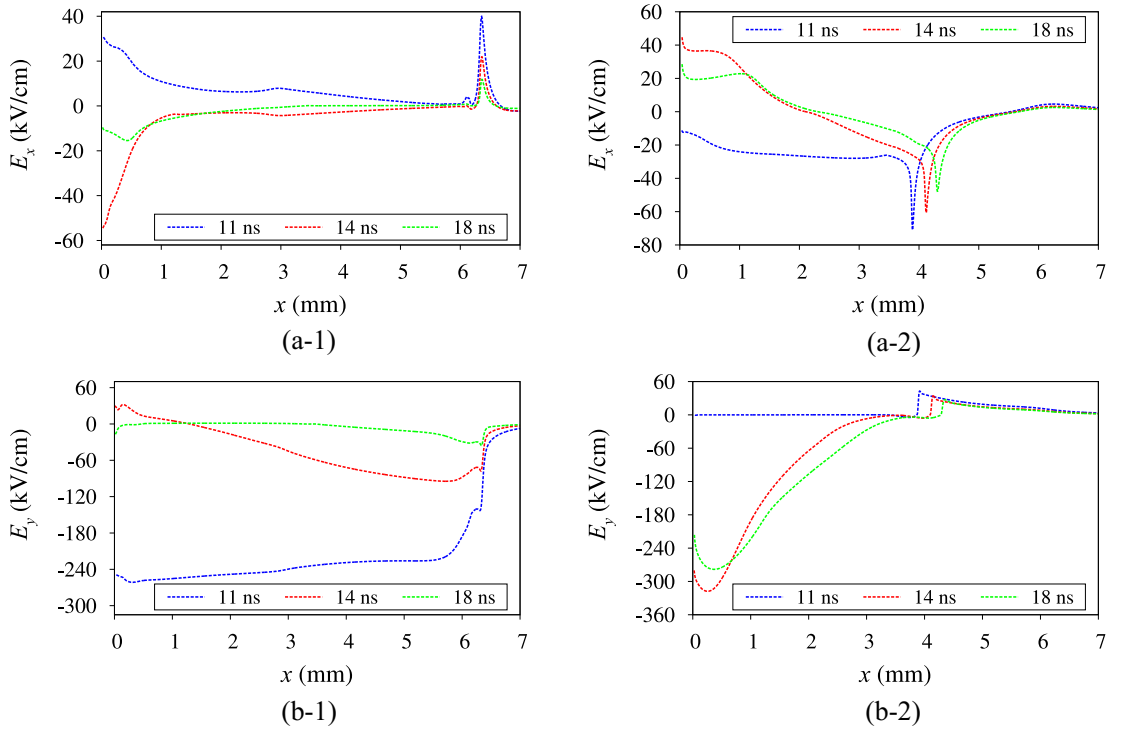 40
20
0
-20
-40
-60
E_x (kV/cm)
11 ns 14 ns 18 ns
0 1 2 3 4 5 6 7
x (mm)
(a-1)
60
40
20
0
-20
-40
-60
-80
E_x (kV/cm)
11 ns 14 ns 18 ns
0 1 2 3 4 5 6 7
x (mm)
(a-2)
60
0
-60
-120
-180
-240
-300
E_y (kV/cm)
11 ns 14 ns 18 ns
0 1 2 3 4 5 6 7
x (mm)
(b-1)
60
0
-60
-120
-180
-240
-300
-360
E_y (kV/cm)
11 ns 14 ns 18 ns
0 1 2 3 4 5 6 7
x (mm)
(b-2)